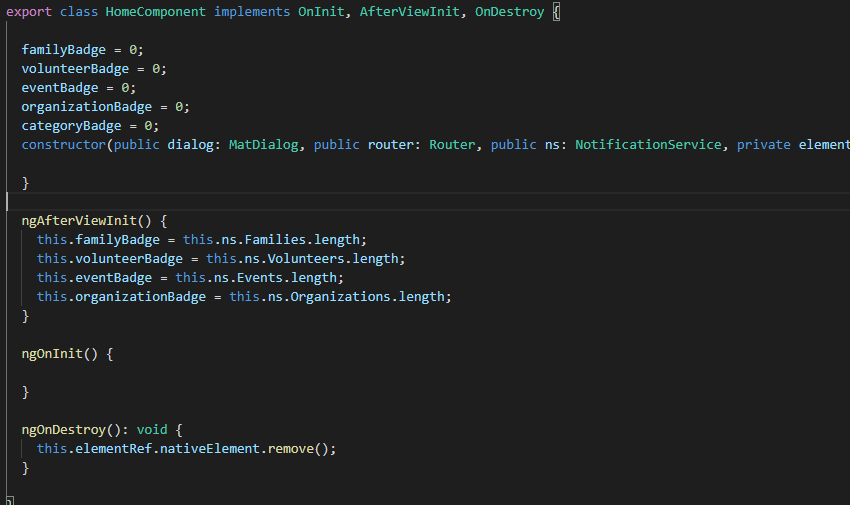 export class HomeComponent implements OnInit, AfterViewInit, OnDestroy {
familyBadge = 0;
volunteerBadge = 0;
eventBadge = 0;
organizationBadge = 0;
categoryBadge = 0;
constructor(public dialog: MatDialog, public router: Router, public ns: NotificationService, private element
}
ngAfterViewInit() {
this.familyBadge = this.ns.Families.length;
this.volunteerBadge = this.ns.Volunteers.length;
this.eventBadge = this.ns.Events.length;
this.organizationBadge = this.ns.Organizations.length;
}
ngOnInit() {
}
ngOnDestroy(): void {
this.elementRef.nativeElement.remove();
}
}